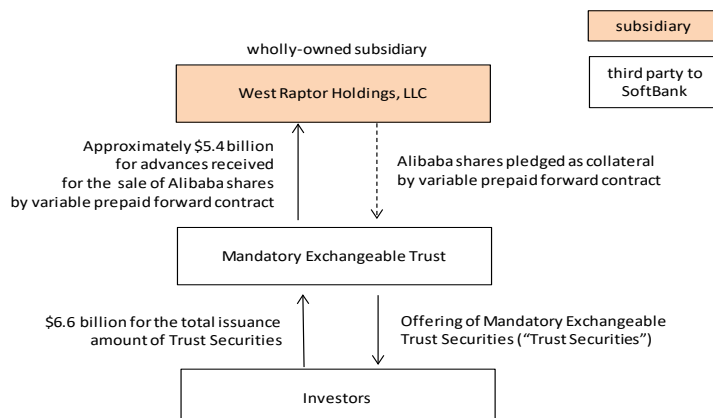 subsidiary
wholly-owned subsidiary
third party to
SoftBank
West Raptor Holdings, LLC
Approximately $5.4 billion
for advances received
for the sale of Alibaba shares
by variable prepaid forward contract
Alibaba shares pledged as collateral
by variable prepaid forward contract
Mandatory Exchangeable Trust
$6.6 billion for the total issuance
amount of Trust Securities
Offering of Mandatory Exchangeable
Trust Securities (“Trust Securities”)
Investors